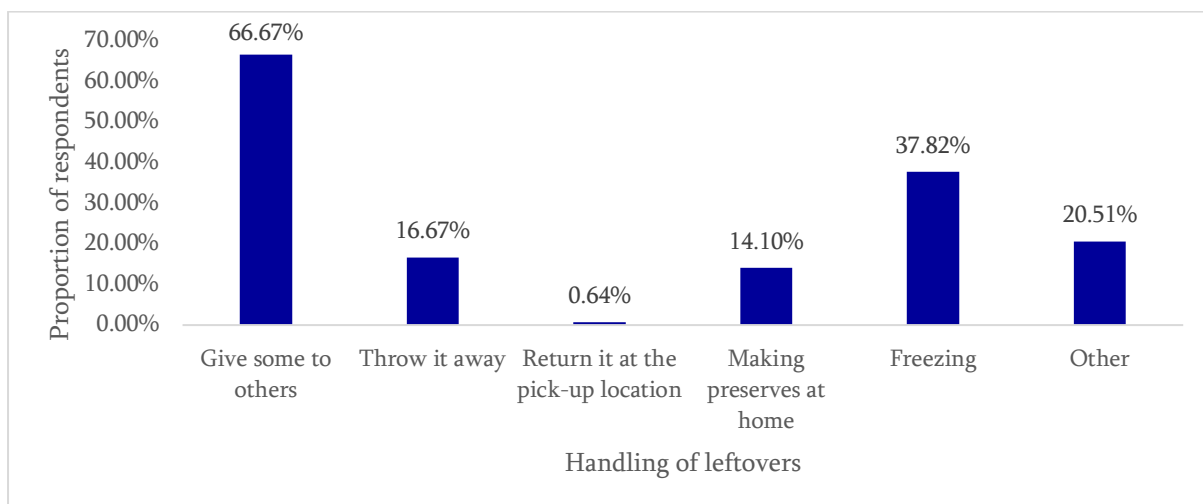 Proportion of respondents
70.00%
60.00%
50.00%
40.00%
30.00%
20.00%
10.00%
0.00%
66.67%
16.67%
0.64%
14.10%
37.82%
20.51%
Give some to
others
Throw it away
Return it at the
pick-up location
Making
preserves at
home
Freezing
Other
Handling of leftovers